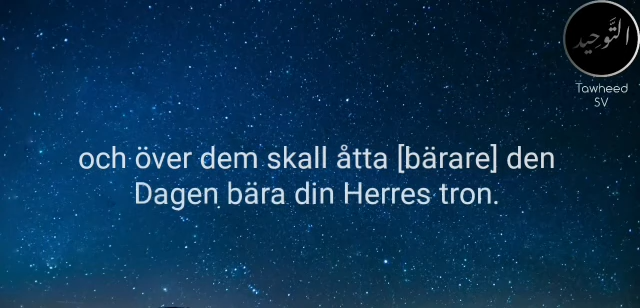 التَّوحِيد
Tawheed
SV
och över dem skall åtta [bärare] den
Dagen bära din Herres tron.